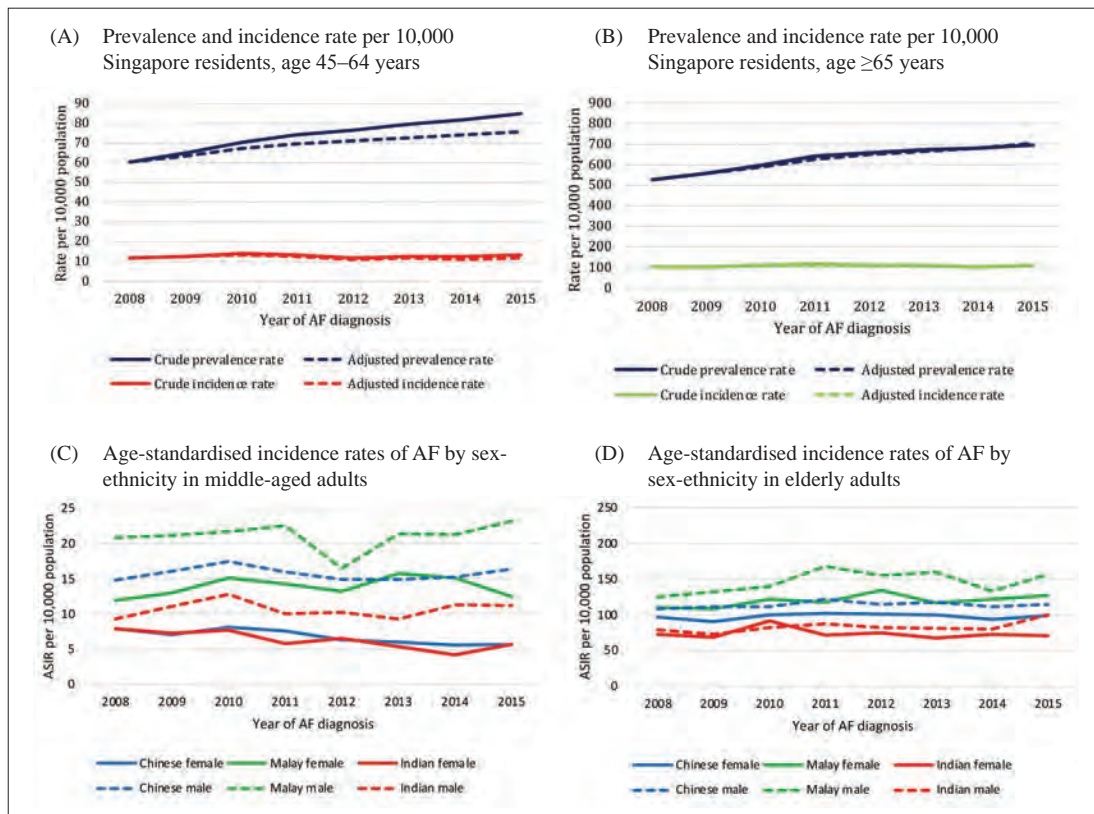 (A) Prevalence and incidence rate per 10,000
Singapore residents, age 45–64 years
90
80
70
60
50
40
30
20
10
0
Rate per 10,000 population
2008 2009 2010 2011 2012 2013 2014 2015
Year of AF diagnosis
Crude prevalence rate Adjusted prevalence rate
Crude incidence rate Adjusted incidence rate
(B) Prevalence and incidence rate per 10,000
Singapore residents, age ≥65 years
900
800
700
600
500
400
300
200
100
0
Rate per 10,000 population
2008 2009 2010 2011 2012 2013 2014 2015
Year of AF diagnosis
Crude prevalence rate Adjusted prevalence rate
Crude incidence rate Adjusted incidence rate
(C) Age-standardised incidence rates of AF by sex-
ethnicity in middle-aged adults
25
20
15
10
5
0
ASIR per 10,000 population
2008 2009 2010 2011 2012 2013 2014 2015
Year of AF diagnosis
Chinese female Malay female Indian female
Chinese male Malay male Indian male
(D) Age-standardised incidence rates of AF by
sex-ethnicity in elderly adults
250
200
150
100
50
0
ASIR per 10,000 population
2008 2009 2010 2011 2012 2013 2014 2015
Year of AF diagnosis
Chinese female Malay female Indian female
Chinese male Malay male Indian male